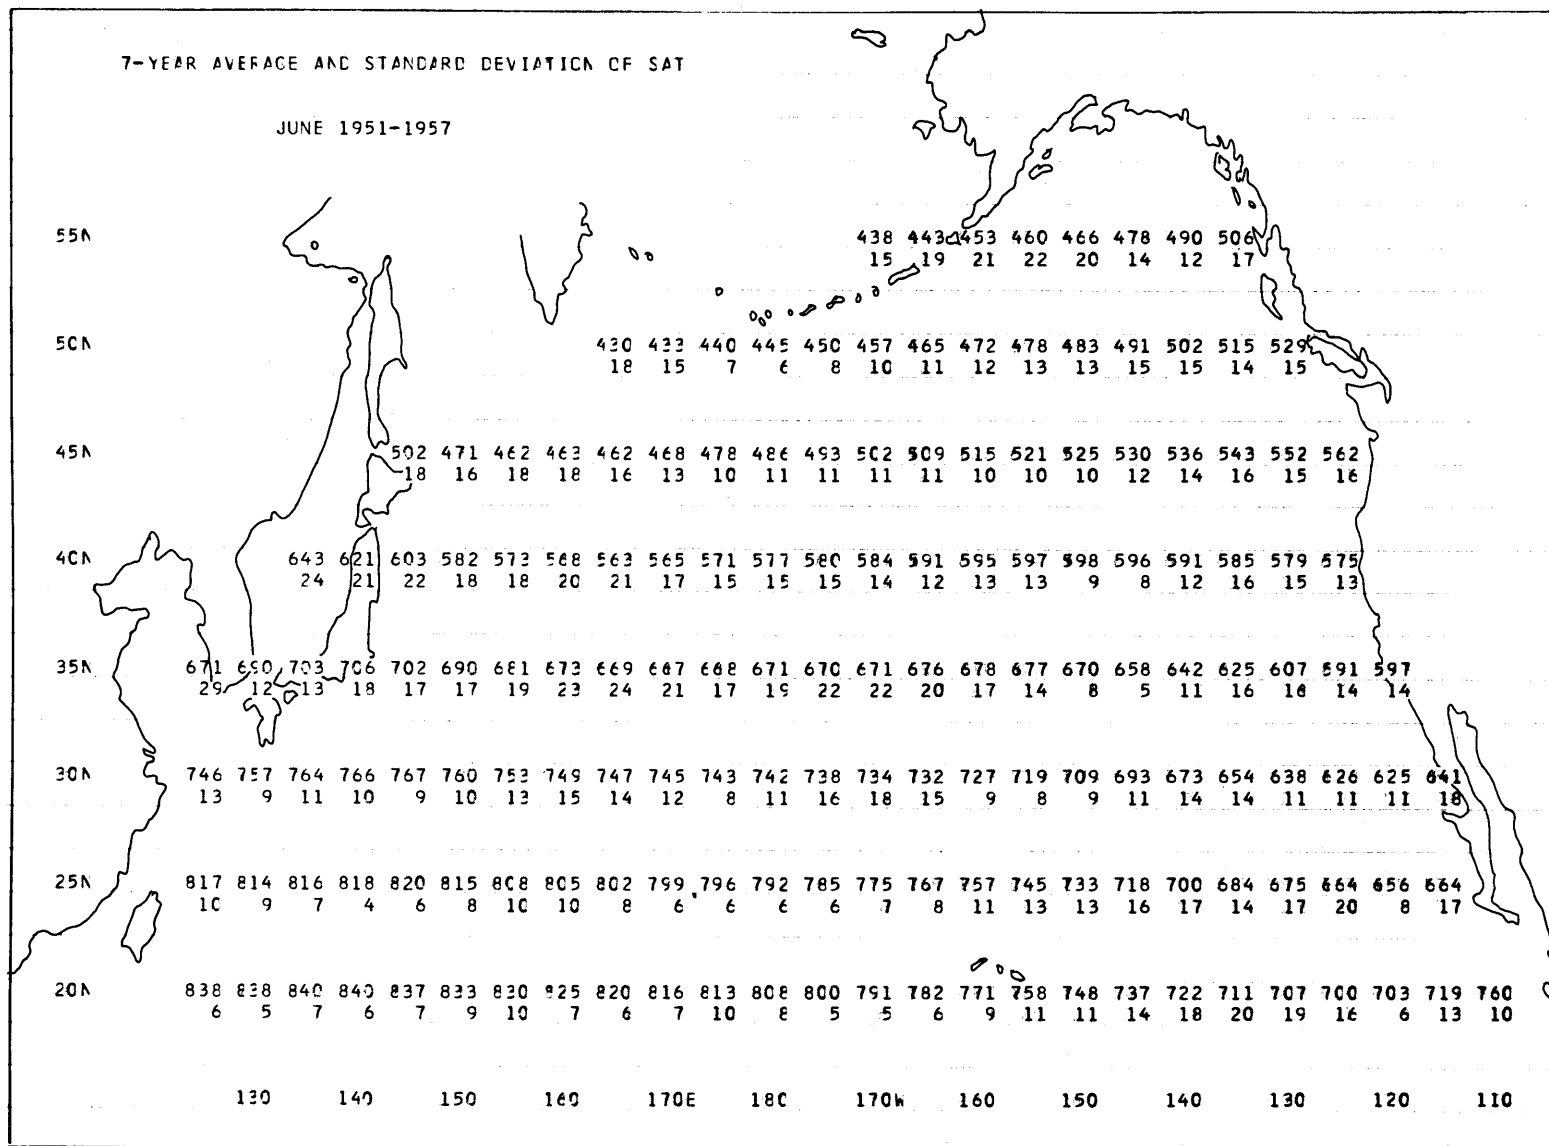 7-YEAR AVERAGE AND STANDARD DEVIATION OF SAT
JUNE 1951-1957
55N 438 443 453 460 466 478 490 506
15 19 21 22 20 14 12 17
50N 430 433 440 445 450 457 465 472 478 483 491 502 515 529
18 15 7 6 8 10 11 12 13 13 15 15 14 15
45N 502 471 462 463 462 468 478 486 493 502 509 515 521 525 530 536 543 552 562
18 16 18 18 16 13 10 11 11 11 11 10 10 10 12 14 16 15 16
40N 643 621 603 582 573 568 563 565 571 577 580 584 591 595 597 598 596 591 585 579 575
24 21 22 18 18 20 21 17 15 15 15 14 12 13 13 9 8 12 16 15 13
35N 671 690 703 706 702 690 681 673 669 667 668 671 670 671 676 678 677 670 658 642 625 607 591 597
29 12 13 18 17 17 19 23 24 21 17 19 22 22 20 17 14 8 5 11 16 16 14 14
30N 746 757 764 766 767 760 753 749 747 745 743 742 738 734 732 727 719 709 693 673 654 638 626 625 641
13 9 11 10 9 10 13 15 14 12 8 11 16 18 15 9 8 9 11 14 14 11 11 11 18
25N 817 814 816 818 820 815 808 805 802 799 796 792 785 775 767 757 745 733 718 700 684 675 664 656 664
10 9 7 4 6 8 10 10 8 6 6 6 6 7 8 11 13 13 16 17 14 17 20 8 17
20N 838 838 840 840 837 833 830 825 820 816 813 808 800 791 782 771 758 748 737 722 711 707 700 703 719 760
6 5 7 6 7 9 10 7 6 7 10 8 5 5 6 9 11 11 14 18 20 19 16 6 13 10
130 140 150 160 170E 180 170W 160 150 140 130 120 110